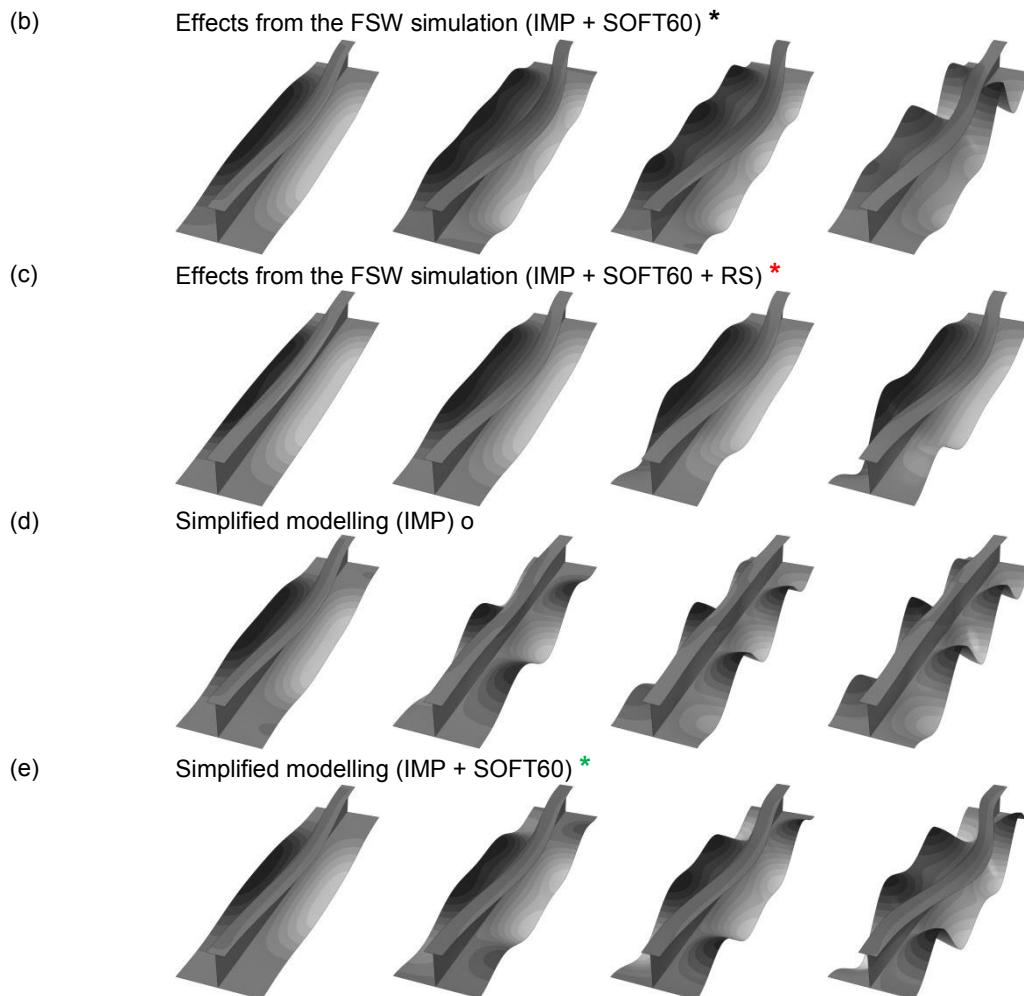 (b) Effects from the FSW simulation (IMP + SOFT60) *
(c) Effects from the FSW simulation (IMP + SOFT60 + RS) *
(d) Simplified modelling (IMP) o
(e) Simplified modelling (IMP + SOFT60) *